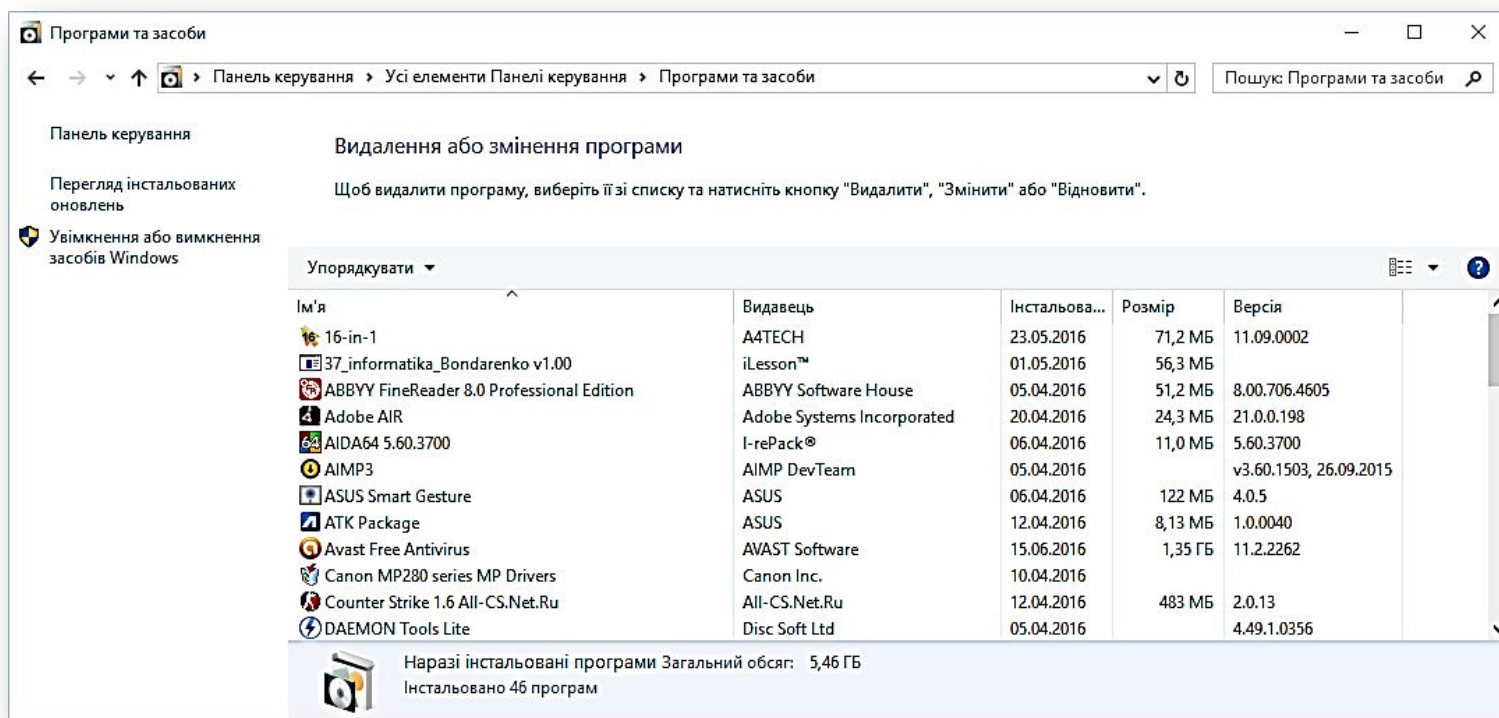 Програми та засоби
Панель керування › Усі елементи Панелі керування › Програми та засоби
Пошук: Програми та засоби
Панель керування
Перегляд інстальованих
оновлень
Увімкнення або вимкнення
засобів Windows
Видалення або змінення програми
Щоб видалити програму, виберіть її зі списку та натисніть кнопку "Видалити", "Змінити" або "Відновити".
Упорядкувати
Ім'я Видавець Інстальова... Розмір Версія
16-in-1 A4TECH 23.05.2016 71,2 МБ 11.09.0002
37_informatika_Bondarenko v1.00 iLesson™ 01.05.2016 56,3 МБ
ABBYY FineReader 8.0 Professional Edition ABBYY Software House 05.04.2016 51,2 МБ 8.00.706.4605
Adobe AIR Adobe Systems Incorporated 20.04.2016 24,3 МБ 21.0.0.198
AIDA64 5.60.3700 I-rePack® 06.04.2016 11,0 МБ 5.60.3700
AIMP3 AIMP DevTeam 05.04.2016 v3.60.1503, 26.09.2015
ASUS Smart Gesture ASUS 06.04.2016 122 МБ 4.0.5
ATK Package ASUS 12.04.2016 8,13 МБ 1.0.0040
Avast Free Antivirus AVAST Software 15.06.2016 1,35 ГБ 11.2.2262
Canon MP280 series MP Drivers Canon Inc. 10.04.2016
Counter Strike 1.6 All-CS.Net.Ru All-CS.Net.Ru 12.04.2016 483 МБ 2.0.13
DAEMON Tools Lite Disc Soft Ltd 05.04.2016 4.49.1.0356
Наразі інстальовані програми Загальний обсяг: 5,46 ГБ
Інстальовано 46 програм